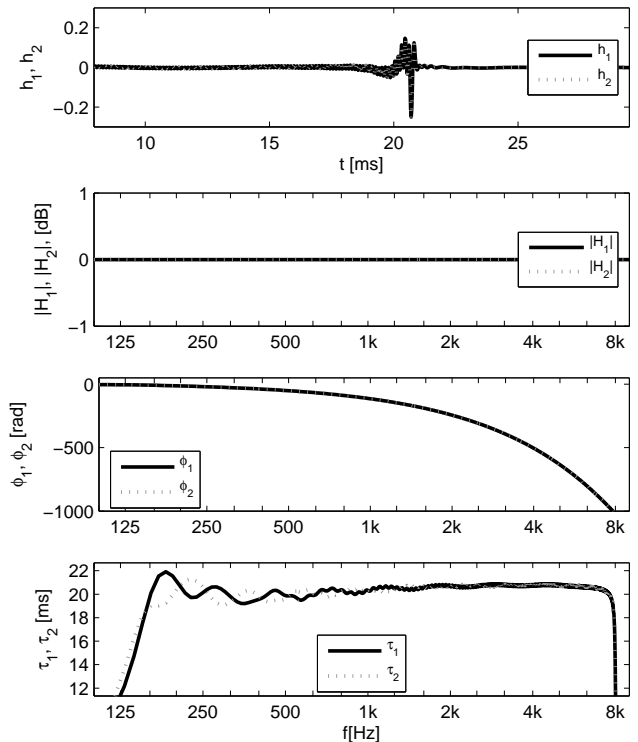 h₁, h₂
0.2
0
−0.2
h₁
h₂
10 15 20 25
t [ms]
|H₁|, |H₂|, [dB]
1
0
−1
|H₁|
|H₂|
125 250 500 1k 2k 4k 8k
ϕ₁, ϕ₂ [rad]
0
−500
−1000
ϕ₁
ϕ₂
125 250 500 1k 2k 4k 8k
τ₁, τ₂ [ms]
22
20
18
16
14
12
τ₁
τ₂
125 250 500 1k 2k 4k 8k
f[Hz]